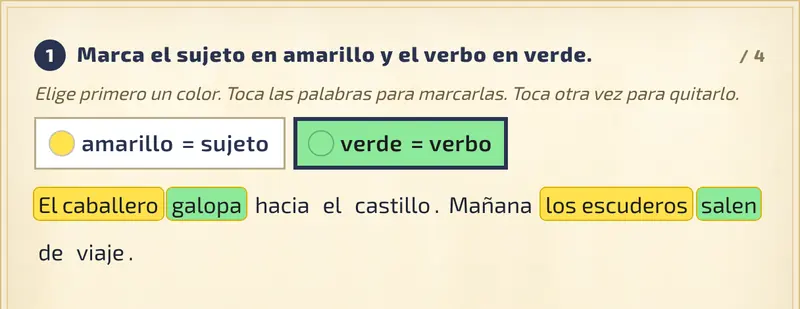 1 Marca el sujeto en amarillo y el verbo en verde. / 4
Elige primero un color. Toca las palabras para marcarlas. Toca otra vez para quitarlo.
amarillo = sujeto verde = verbo
El caballero galopa hacia el castillo. Mañana los escuderos salen
de viaje.